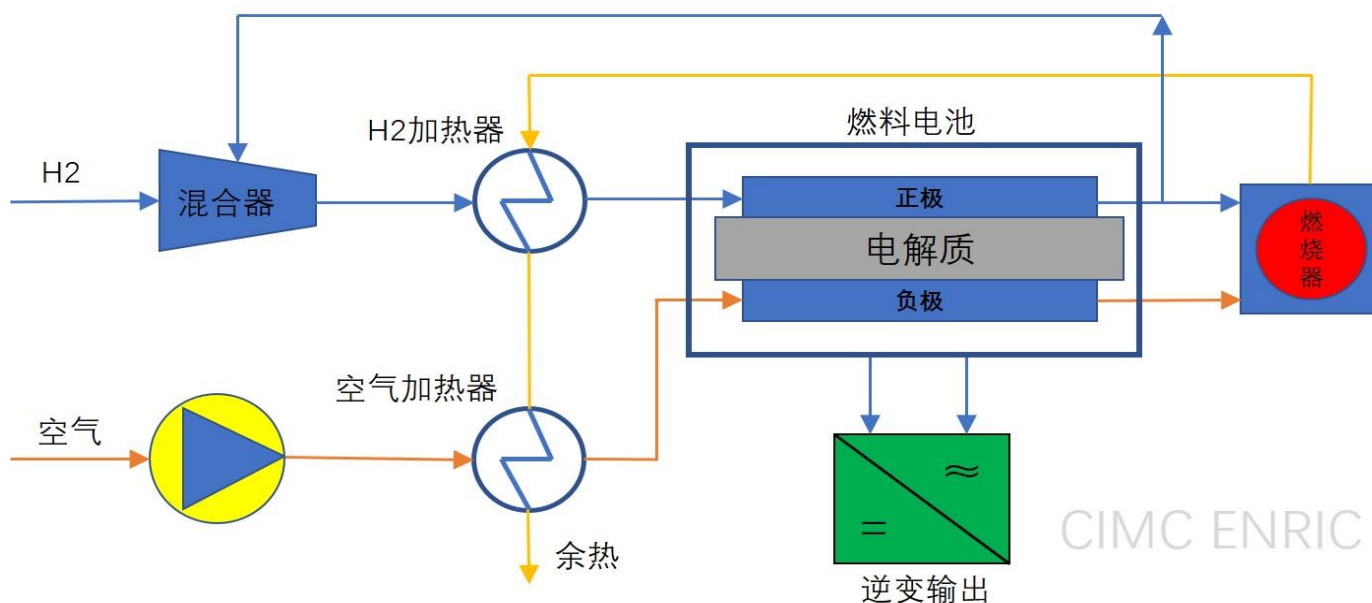 燃料电池
H2加热器
H2
混合器
正极
电解质
负极
燃烧器
空气加热器
空气
余热
≈
=
逆变输出
CIMC ENRIC